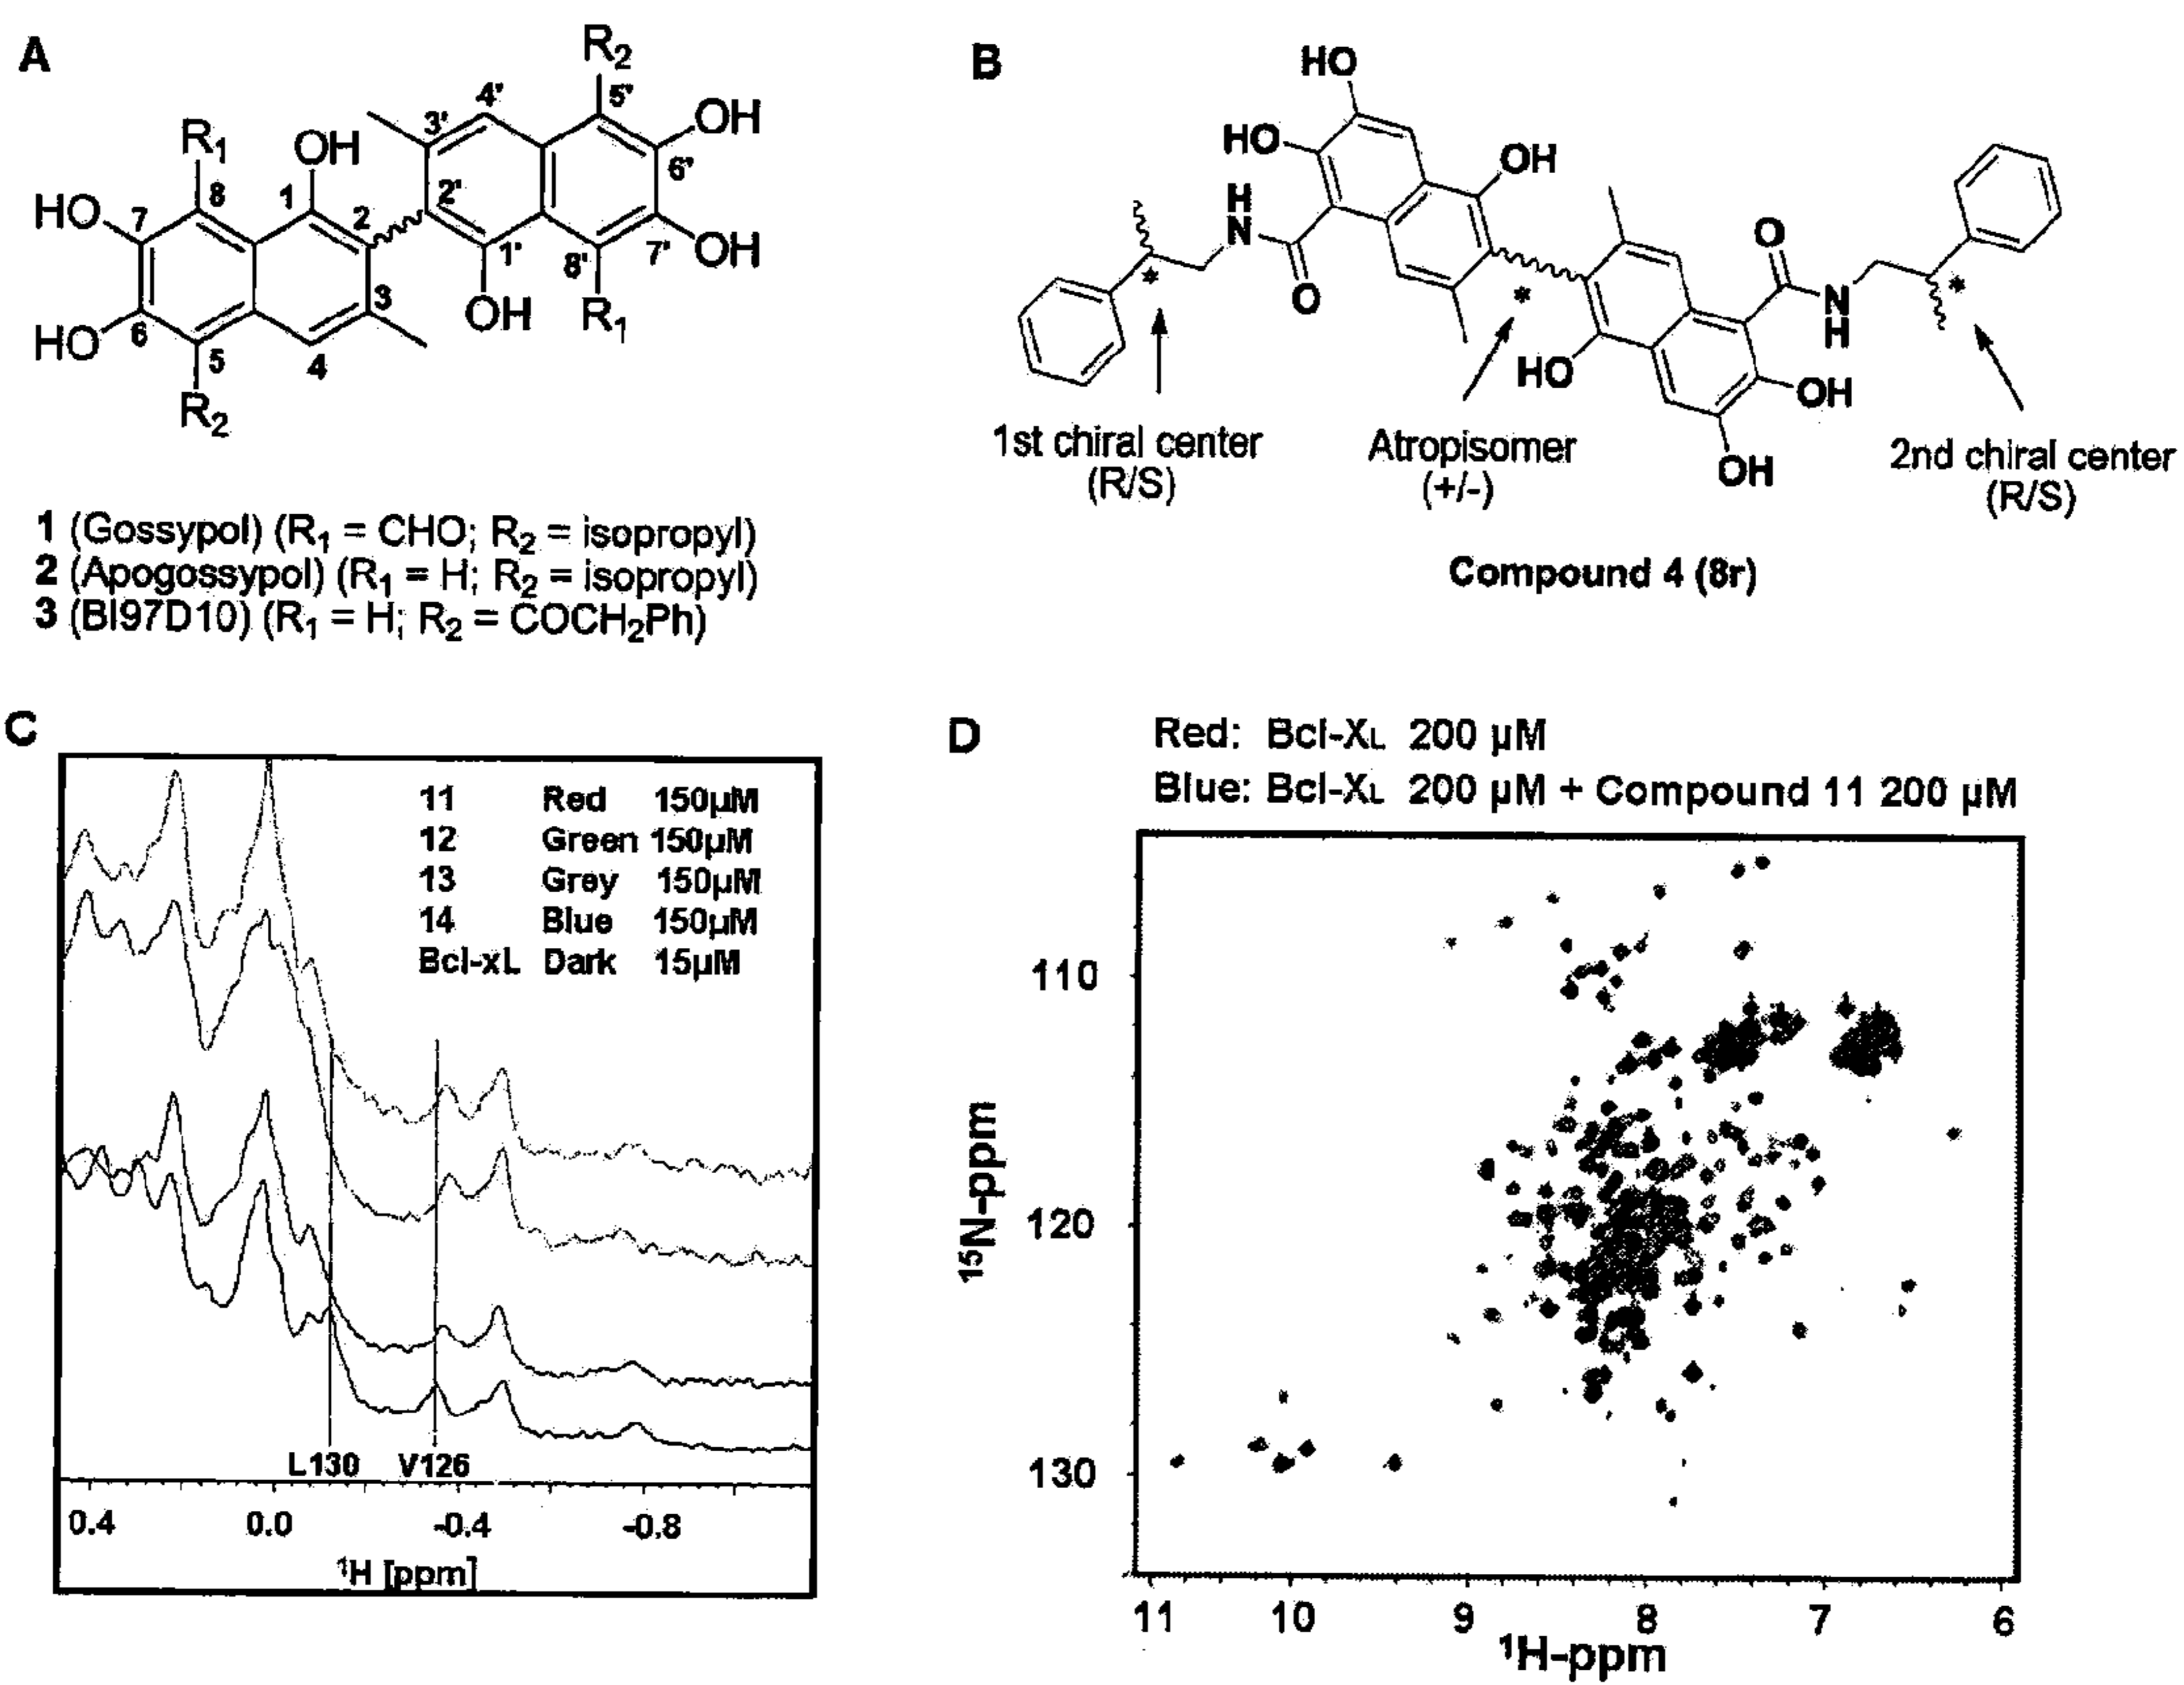 A
R₂
4'
5'
3'
OH
R₁
OH
6'
8
1
2'
HO
7
2
1'
8'
7'
OH
3
HO
6
5
4
OH
R₁
R₂
1 (Gossypol) (R₁ = CHO; R₂ = isopropyl)
2 (Apogossypol) (R₁ = H; R₂ = isopropyl)
3 (BI97D10) (R₁ = H; R₂ = COCH₂Ph)
B
HO
HO
OH
H
N
O
*
O
*
*
N
H
HO
OH
OH
1st chiral center
(R/S)
Atropisomer
(+/-)
2nd chiral center
(R/S)
Compound 4 (8r)
C
11 Red 150µM
12 Green 150µM
13 Grey 150µM
14 Blue 150µM
Bcl-xL Dark 15µM
L130 V126
0.4 0.0 -0.4 -0.8
¹H [ppm]
D
Red: Bcl-XL 200 µM
Blue: Bcl-XL 200 µM + Compound 11 200 µM
110
120
130
¹⁵N-ppm
11 10 9 8 7 6
¹H-ppm